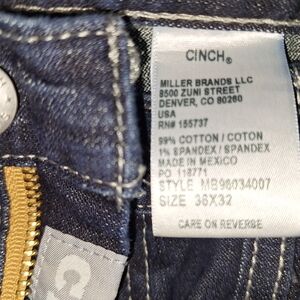 CINCH®
MILLER BRANDS LLC
8500 ZUNI STREET
DENVER, CO 80260
USA
RN# 155737
99% COTTON / COTON
1% SPANDEX / SPANDEX
MADE IN MEXICO
PO 118771
STYLE MB98034007
SIZE 36X32
CARE ON REVERSE